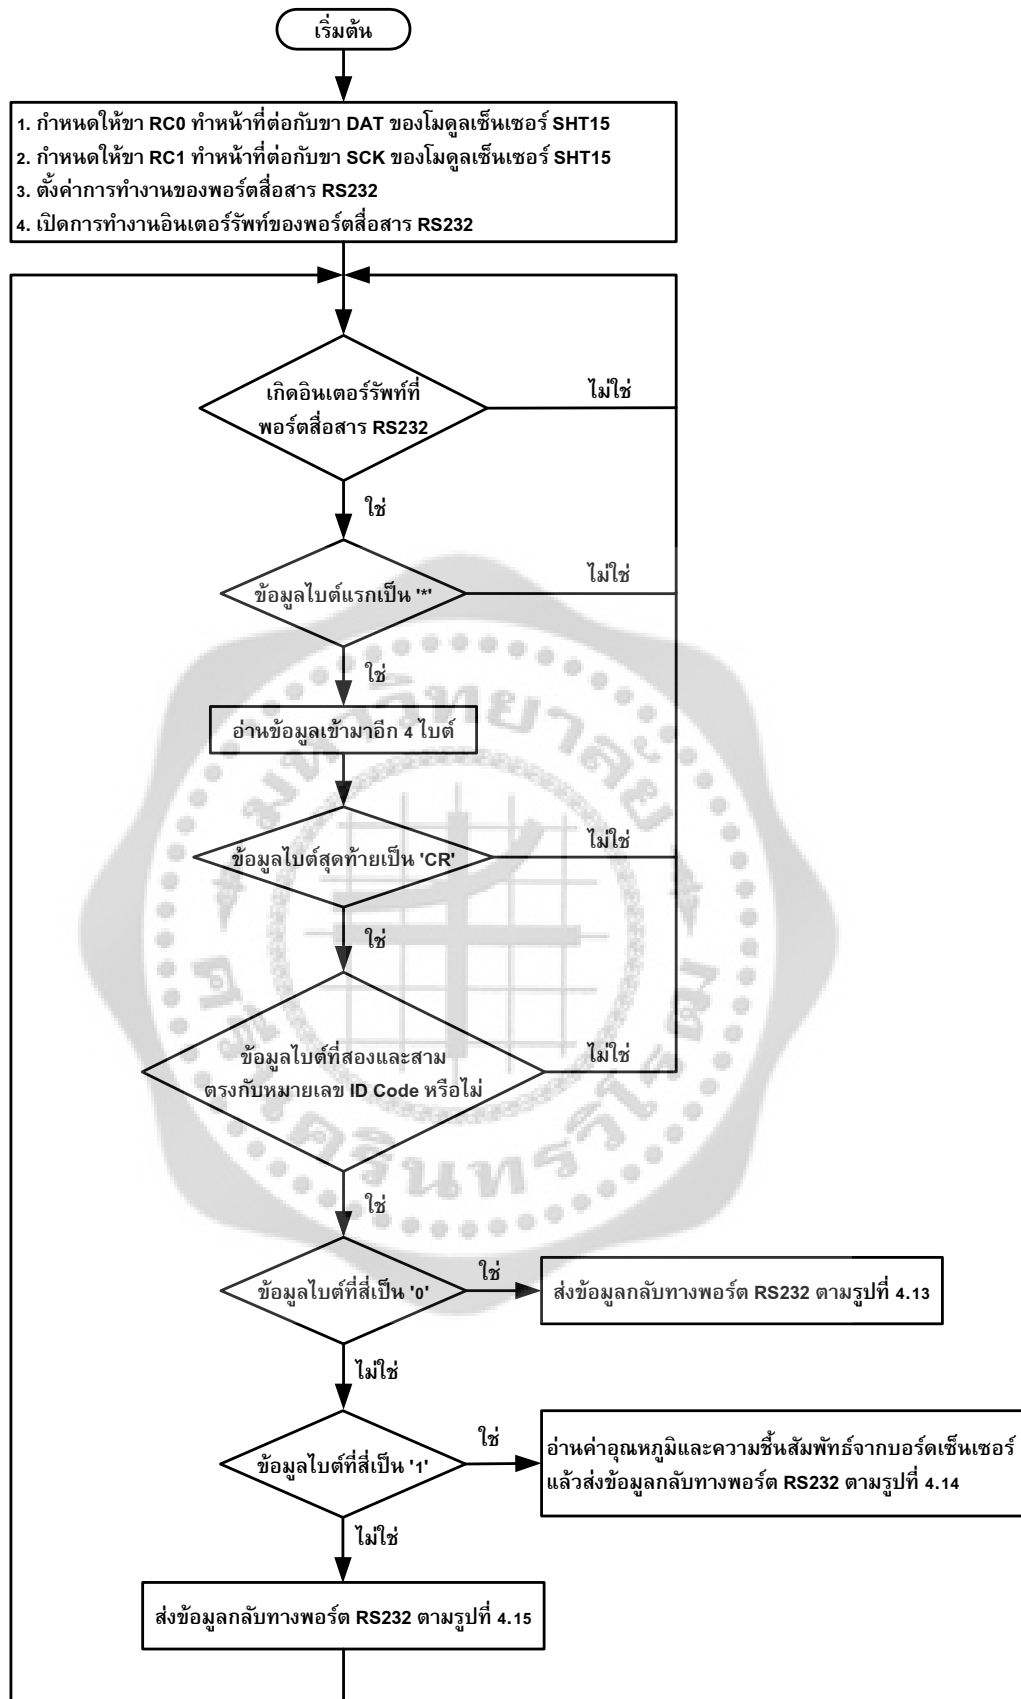 เริ่มต้น
1. กำหนดให้ขา RC0 ทำหน้าที่ต่อกับขา DAT ของโมดูลเซ็นเซอร์ SHT15
2. กำหนดให้ขา RC1 ทำหน้าที่ต่อกับขา SCK ของโมดูลเซ็นเซอร์ SHT15
3. ตั้งค่าการทำงานของพอร์ตสื่อสาร RS232
4. เปิดการทำงานอินเตอร์รัพท์ของพอร์ตสื่อสาร RS232
เกิดอินเตอร์รัพท์ที่
พอร์ตสื่อสาร RS232
ไม่ใช่
ใช่
ข้อมูลไบต์แรกเป็น '*'
ไม่ใช่
ใช่
อ่านข้อมูลเข้ามาอีก 4 ไบต์
ข้อมูลไบต์สุดท้ายเป็น 'CR'
ไม่ใช่
ใช่
ข้อมูลไบต์ที่สองและสาม
ตรงกับหมายเลข ID Code หรือไม่
ไม่ใช่
ใช่
ข้อมูลไบต์ที่สี่เป็น '0'
ใช่
ส่งข้อมูลกลับทางพอร์ต RS232 ตามรูปที่ 4.13
ไม่ใช่
ข้อมูลไบต์ที่สี่เป็น '1'
ใช่
อ่านค่าอุณหภูมิและความชื้นสัมพัทธ์จากบอร์ดเซ็นเซอร์
แล้วส่งข้อมูลกลับทางพอร์ต RS232 ตามรูปที่ 4.14
ไม่ใช่
ส่งข้อมูลกลับทางพอร์ต RS232 ตามรูปที่ 4.15
มหาวิทยาลัย
ศรีนครินทรวิโรฒ